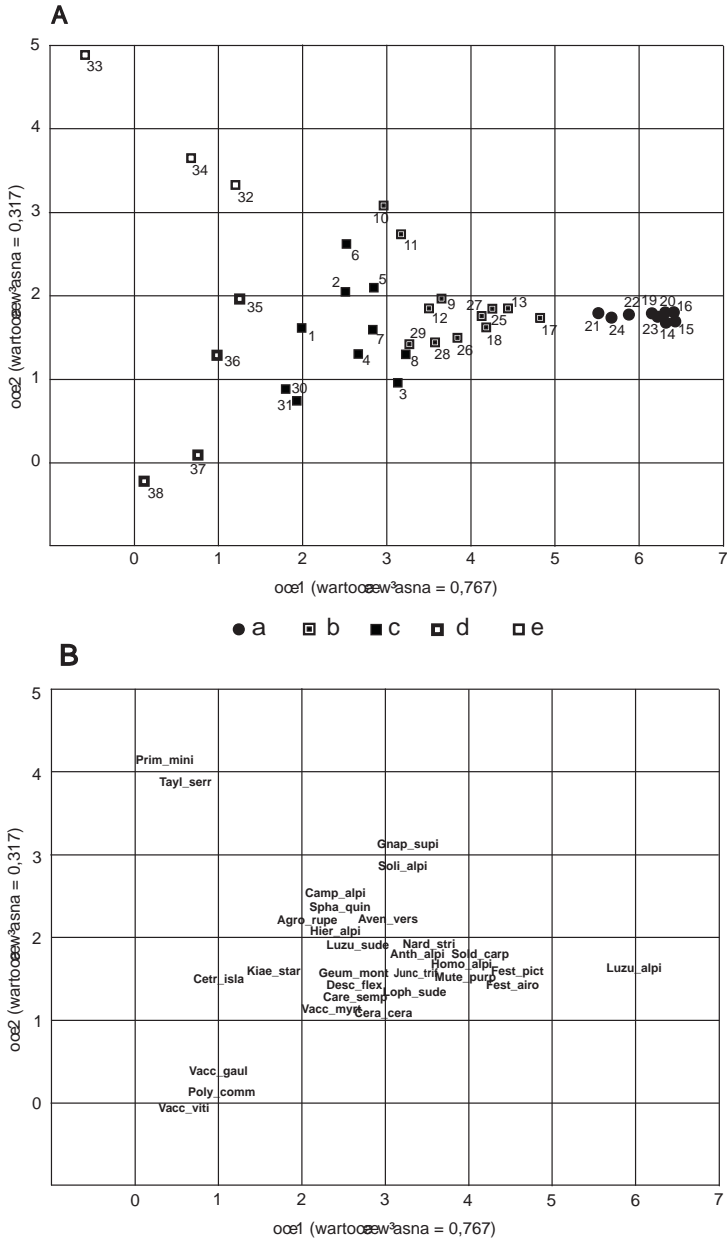 A
5
33
4
34
32
3
10
11
6
2
5
2
35
9
27
13
22
19
20
16
12
25
1
7
29
17
21
24
23
15
14
18
36
4
8
28
26
1
30
31
3
0
37
38
0 1 2 3 4 5 6 7
oœ2 (wartoœæ w³asna = 0,317)
oœ1 (wartoœæ w³asna = 0,767)
a b c d e
B
5
Prim_mini
4
Tayl_serr
Gnap_supi
3
Soli_alpi
Camp_alpi
Spha_quin
Agro_rupe Aven_vers
Hier_alpi
2
Luzu_sude Nard_stri
Anth_alpi Sold_carp
Homo_alpi
Kiae_star Geum_mont Junc_trif Fest_pict Luzu_alpi
Cetr_isla Mute_purp
Desc_flex Fest_airo
Care_semp Loph_sude
Vacc_myrt Cera_cera
1
Vacc_gaul
Poly_comm
0
Vacc_viti
0 1 2 3 4 5 6 7
oœ2 (wartoœæ w³asna = 0,317)
oœ1 (wartoœæ w³asna = 0,767)